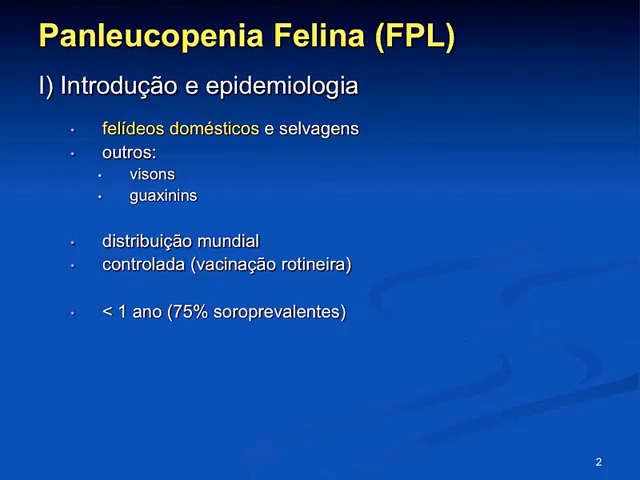 Panleucopenia Felina (FPL)
I) Introdução e epidemiologia
• felídeos domésticos e selvagens
• outros:
• visons
• guaxinins
• distribuição mundial
• controlada (vacinação rotineira)
• < 1 ano (75% soroprevalentes)
2